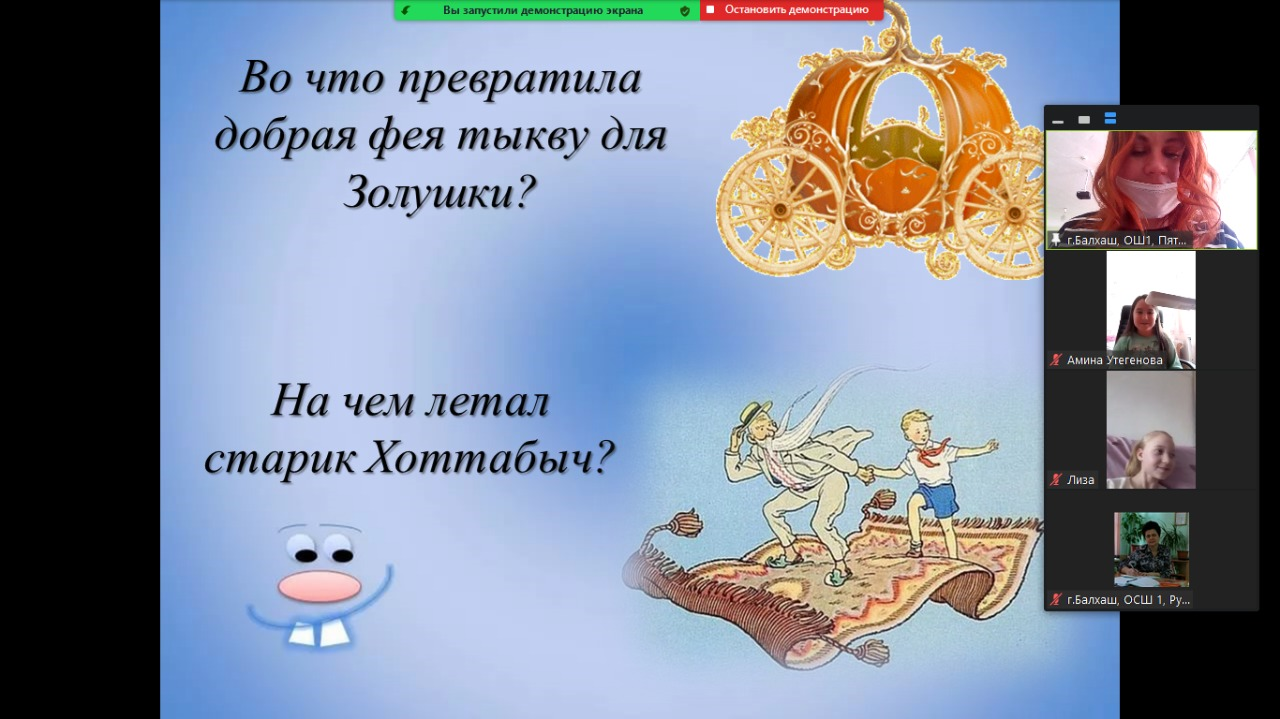 Вы запустили демонстрацию экрана
Остановить демонстрацию
Во что превратила
добрая фея тыкву для
Золушки?
На чем летал
старик Хоттабыч?
г.Балхаш, ОШ1, Пят...
Амина Утегенова
Лиза
г.Балхаш, ОСШ 1, Ру...